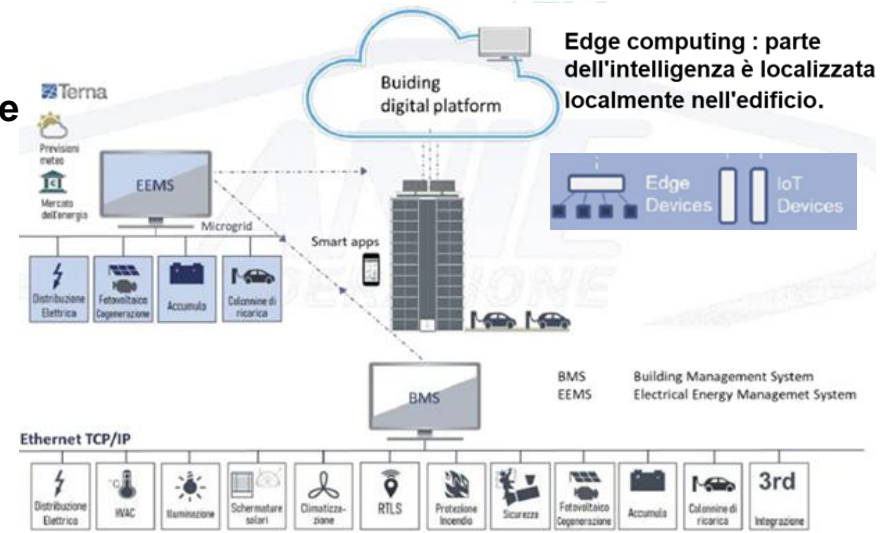 e
Edge computing : parte
dell'intelligenza è localizzata
localmente nell'edificio.
Terna
Previsioni
meteo
Mercato
dell'energia
EEMS
Microgrid
Buiding
digital platform
Smart apps
Edge
Devices
IoT
Devices
Distribuzione
Elettrica
Fotovoltaico
Cogenerazione
Accumulo
Colonnine di
ricarica
ANIE
FEDERAZIONE
BMS
BMS Building Management System
EEMS Electrical Energy Managemet System
Ethernet TCP/IP
Distribuzione
Elettrica
°C
HVAC
Illuminazione
Schermature
solari
Climatizza-
zione
RTLS
Protezione
Incendio
Sicurezza
Fotovoltaico
Cogenerazione
Accumulo
Colonnine di
ricarica
3rd
Integrazione